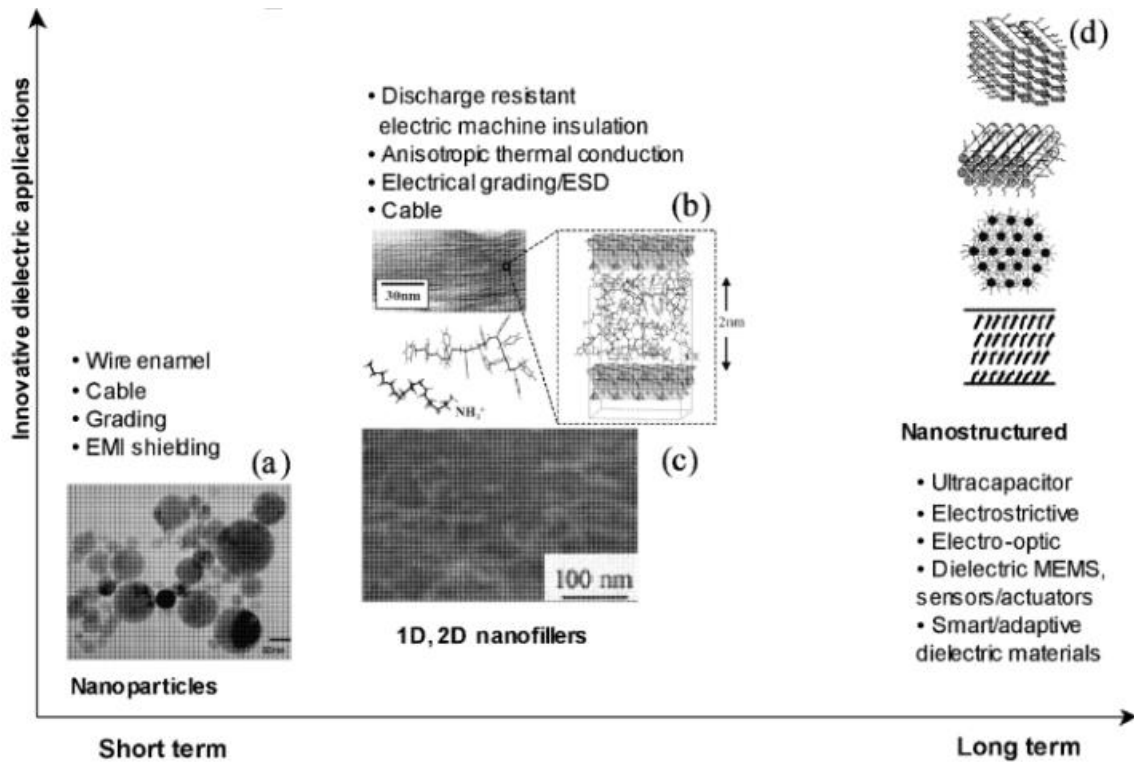 Innovative dielectric applications
• Wire enamel
• Cable
• Grading
• EMI shielding
(a)
Nanoparticles
• Discharge resistant
electric machine insulation
• Anisotropic thermal conduction
• Electrical grading/ESD
• Cable
(b)
30nm
2nm
NH₃⁺
(c)
100 nm
1D, 2D nanofillers
(d)
Nanostructured
• Ultracapacitor
• Electrostrictive
• Electro-optic
• Dielectric MEMS,
sensors/actuators
• Smart/adaptive
dielectric materials
Short term
Long term